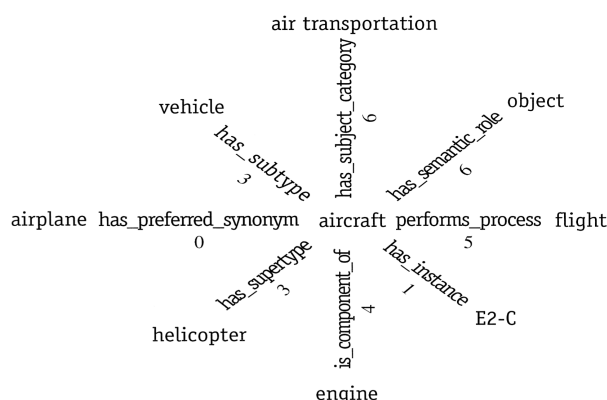 air transportation
has_subject_category
6
vehicle
has_subtype
3
object
has_semantic_role
6
airplane has_preferred_synonym aircraft performs_process flight
0
5
has_supertype
3
helicopter
is_component_of
4
has_instance
1
E2-C
engine